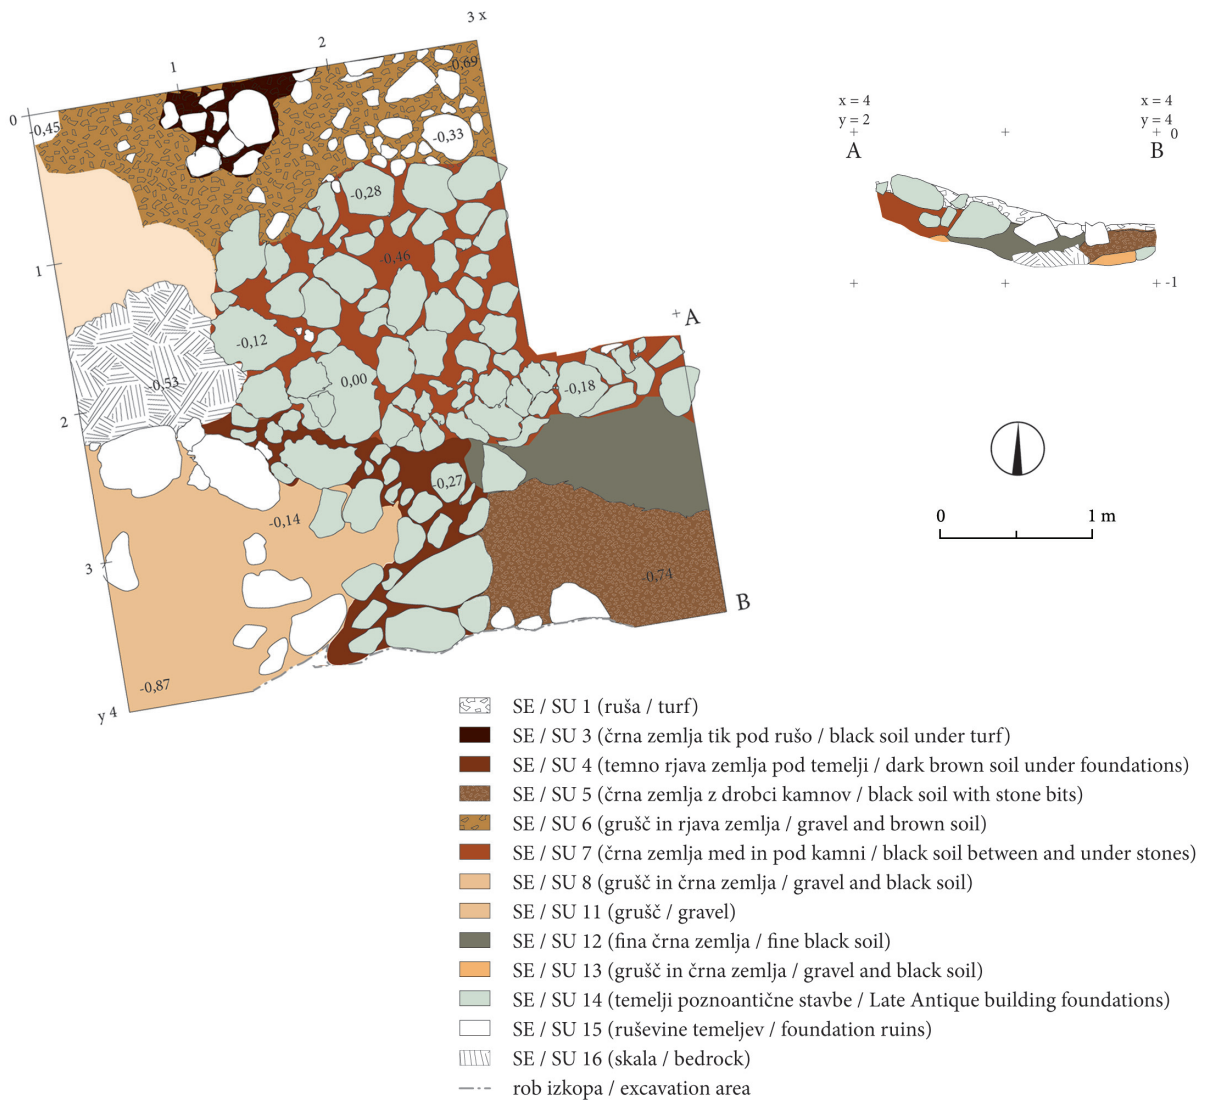 3 x
2
1
0
-0,45
-0,69
-0,33
-0,28
-0,46
1
-0,12
-0,53
0,00
-0,18
A
2
-0,27
-0,14
3
-0,74
B
-0,87
y 4
x = 4
y = 2
A
x = 4
y = 4
0
B
-1
0 1 m
SE / SU 1 (ruša / turf)
SE / SU 3 (črna zemlja tik pod rušo / black soil under turf)
SE / SU 4 (temno rjava zemlja pod temelji / dark brown soil under foundations)
SE / SU 5 (črna zemlja z drobci kamnov / black soil with stone bits)
SE / SU 6 (grušč in rjava zemlja / gravel and brown soil)
SE / SU 7 (črna zemlja med in pod kamni / black soil between and under stones)
SE / SU 8 (grušč in črna zemlja / gravel and black soil)
SE / SU 11 (grušč / gravel)
SE / SU 12 (fina črna zemlja / fine black soil)
SE / SU 13 (grušč in črna zemlja / gravel and black soil)
SE / SU 14 (temelji poznoantične stavbe / Late Antique building foundations)
SE / SU 15 (ruševine temeljev / foundation ruins)
SE / SU 16 (skala / bedrock)
rob izkopa / excavation area